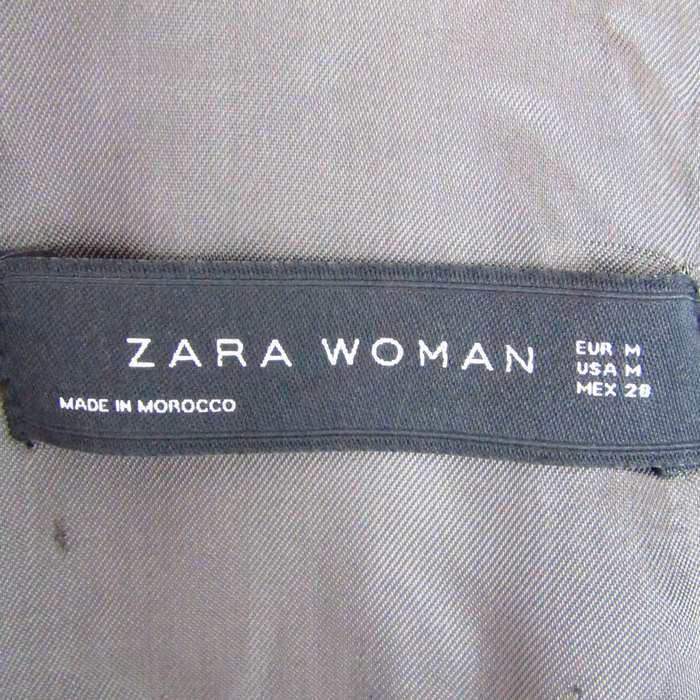 ZARA WOMAN
EUR M
USA M
MEX 28
MADE IN MOROCCO